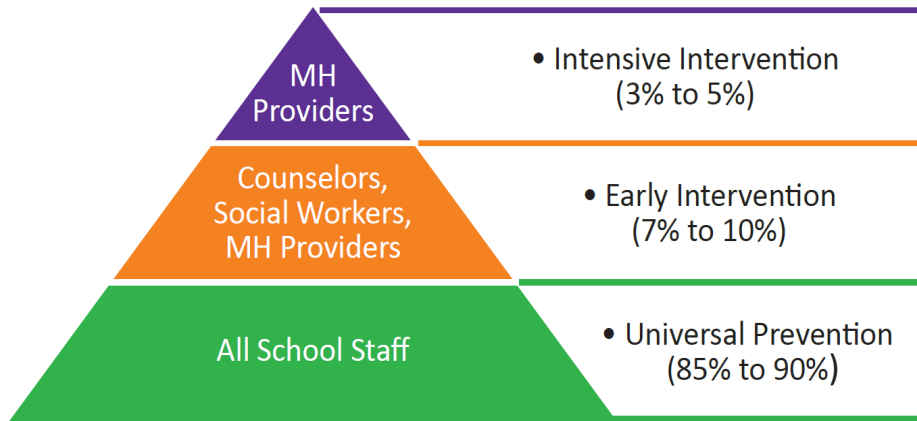 MH
Providers
• Intensive Intervention
(3% to 5%)
Counselors,
Social Workers,
MH Providers
• Early Intervention
(7% to 10%)
All School Staff
• Universal Prevention
(85% to 90%)